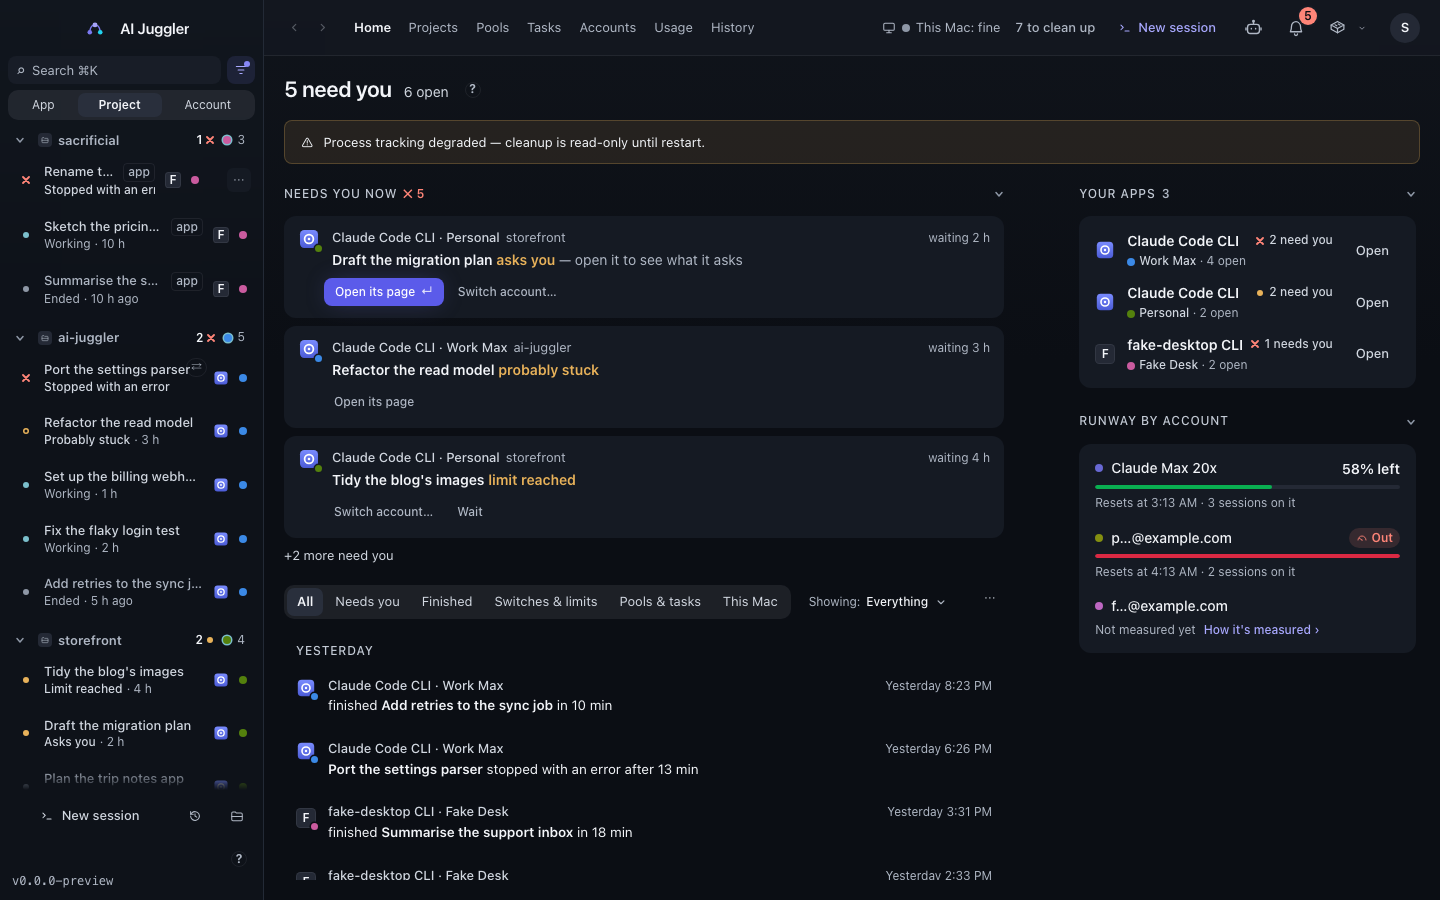 AI Juggler
Search ⌘K
App Project Account
sacrificial 1 3
Rename t... app F
Stopped with an err
Sketch the pricin... app F
Working · 10 h
Summarise the s... app F
Ended · 10 h ago
ai-juggler 2 5
Port the settings parser
Stopped with an error
Refactor the read model
Probably stuck · 3 h
Set up the billing webh...
Working · 1 h
Fix the flaky login test
Working · 2 h
Add retries to the sync j...
Ended · 5 h ago
storefront 2 4
Tidy the blog's images
Limit reached · 4 h
Draft the migration plan
Asks you · 2 h
Plan the trip notes app
New session
?
v0.0.0-preview
Home Projects Pools Tasks Accounts Usage History
This Mac: fine 7 to clean up New session 5 S
5 need you 6 open ?
Process tracking degraded — cleanup is read-only until restart.
NEEDS YOU NOW 5
Claude Code CLI · Personal storefront waiting 2 h
Draft the migration plan asks you — open it to see what it asks
Open its page ↵ Switch account...
Claude Code CLI · Work Max ai-juggler waiting 3 h
Refactor the read model probably stuck
Open its page
Claude Code CLI · Personal storefront waiting 4 h
Tidy the blog's images limit reached
Switch account... Wait
+2 more need you
All Needs you Finished Switches & limits Pools & tasks This Mac Showing: Everything ...
YESTERDAY
Claude Code CLI · Work Max Yesterday 8:23 PM
finished Add retries to the sync job in 10 min
Claude Code CLI · Work Max Yesterday 6:26 PM
Port the settings parser stopped with an error after 13 min
F fake-desktop CLI · Fake Desk Yesterday 3:31 PM
finished Summarise the support inbox in 18 min
F fake-desktop CLI · Fake Desk Yesterday 2:33 PM
YOUR APPS 3
Claude Code CLI 2 need you
Work Max · 4 open
Open
Claude Code CLI 2 need you
Personal · 2 open
Open
F fake-desktop CLI 1 needs you
Fake Desk · 2 open
Open
RUNWAY BY ACCOUNT
Claude Max 20x 58% left
Resets at 3:13 AM · 3 sessions on it
p...@example.com Out
Resets at 4:13 AM · 2 sessions on it
f...@example.com
Not measured yet How it's measured ›